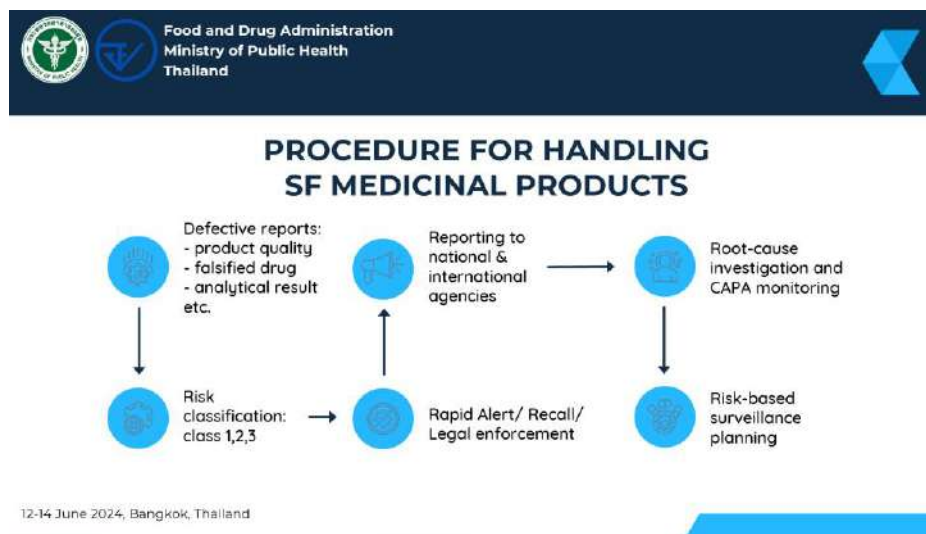 Food and Drug Administration
Ministry of Public Health
Thailand
PROCEDURE FOR HANDLING
SF MEDICINAL PRODUCTS
Defective reports:
- product quality
- falsified drug
- analytical result
etc.
Risk
classification:
class 1,2,3
Rapid Alert/ Recall/
Legal enforcement
Reporting to
national &
international
agencies
Root-cause
investigation and
CAPA monitoring
Risk-based
surveillance
planning
12-14 June 2024, Bangkok, Thailand